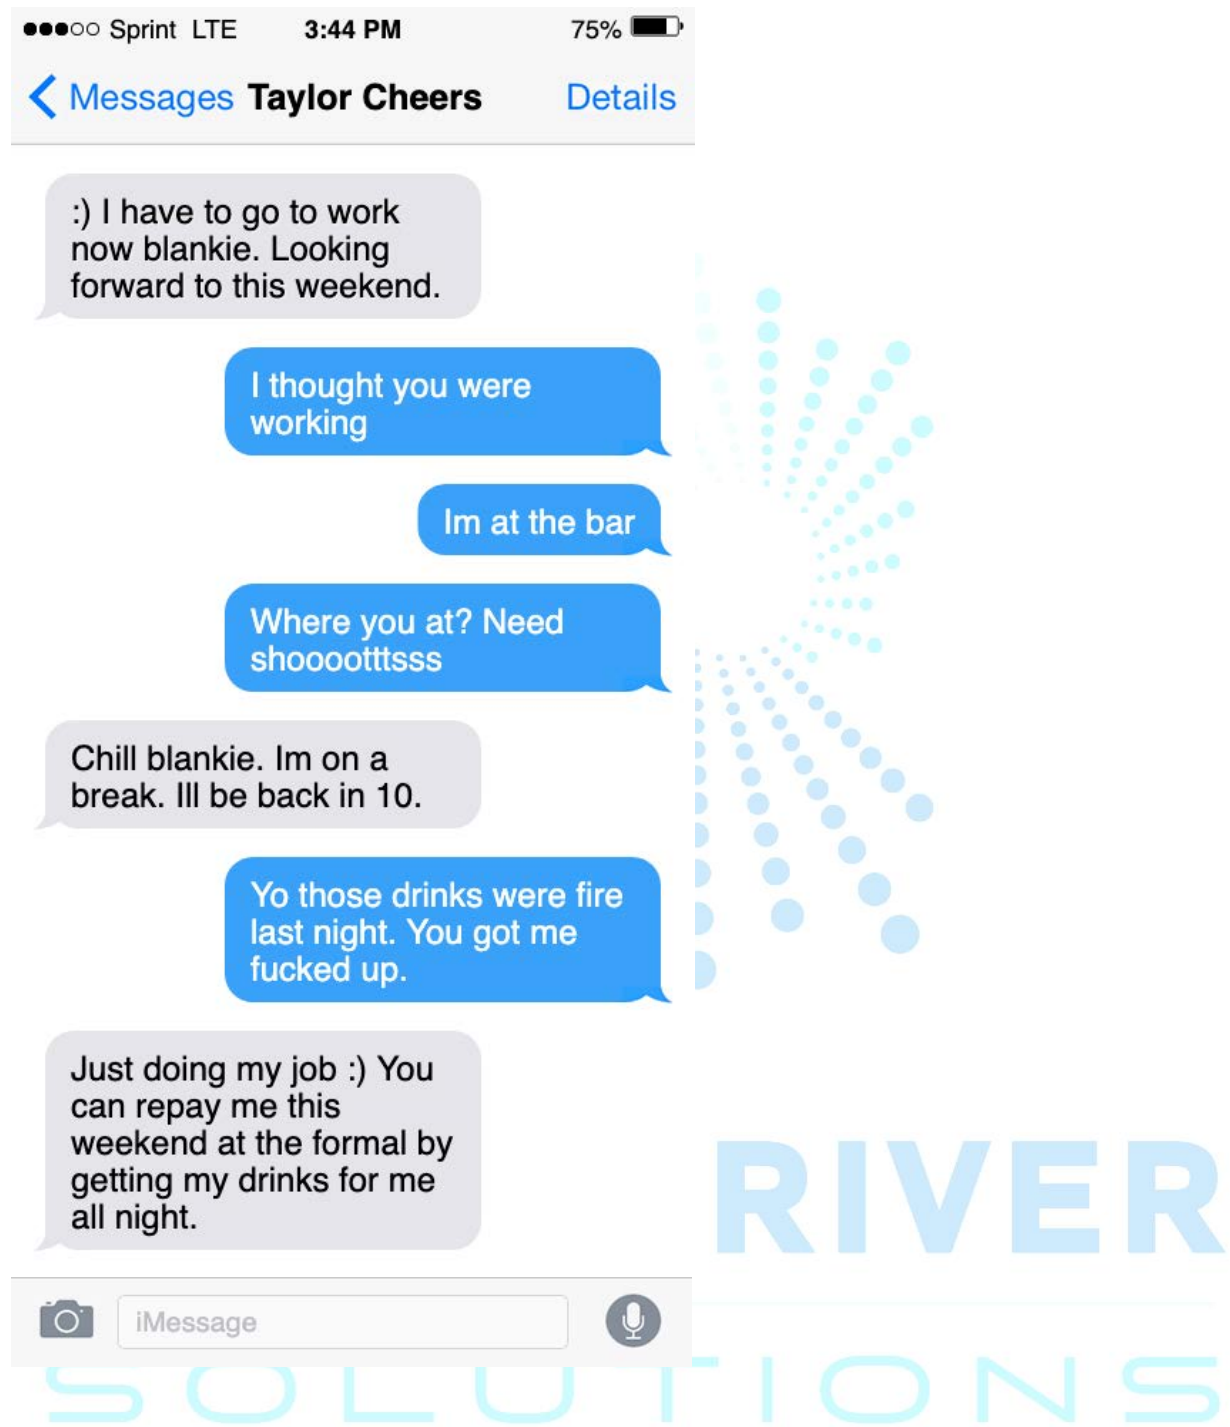 Sprint LTE 3:44 PM 75%
Messages Taylor Cheers Details
:) I have to go to work
now blankie. Looking
forward to this weekend.
I thought you were
working
Im at the bar
Where you at? Need
shooootttsss
Chill blankie. Im on a
break. Ill be back in 10.
Yo those drinks were fire
last night. You got me
fucked up.
Just doing my job :) You
can repay me this
weekend at the formal by
getting my drinks for me
all night.
RIVER
iMessage
SOLUTIONS